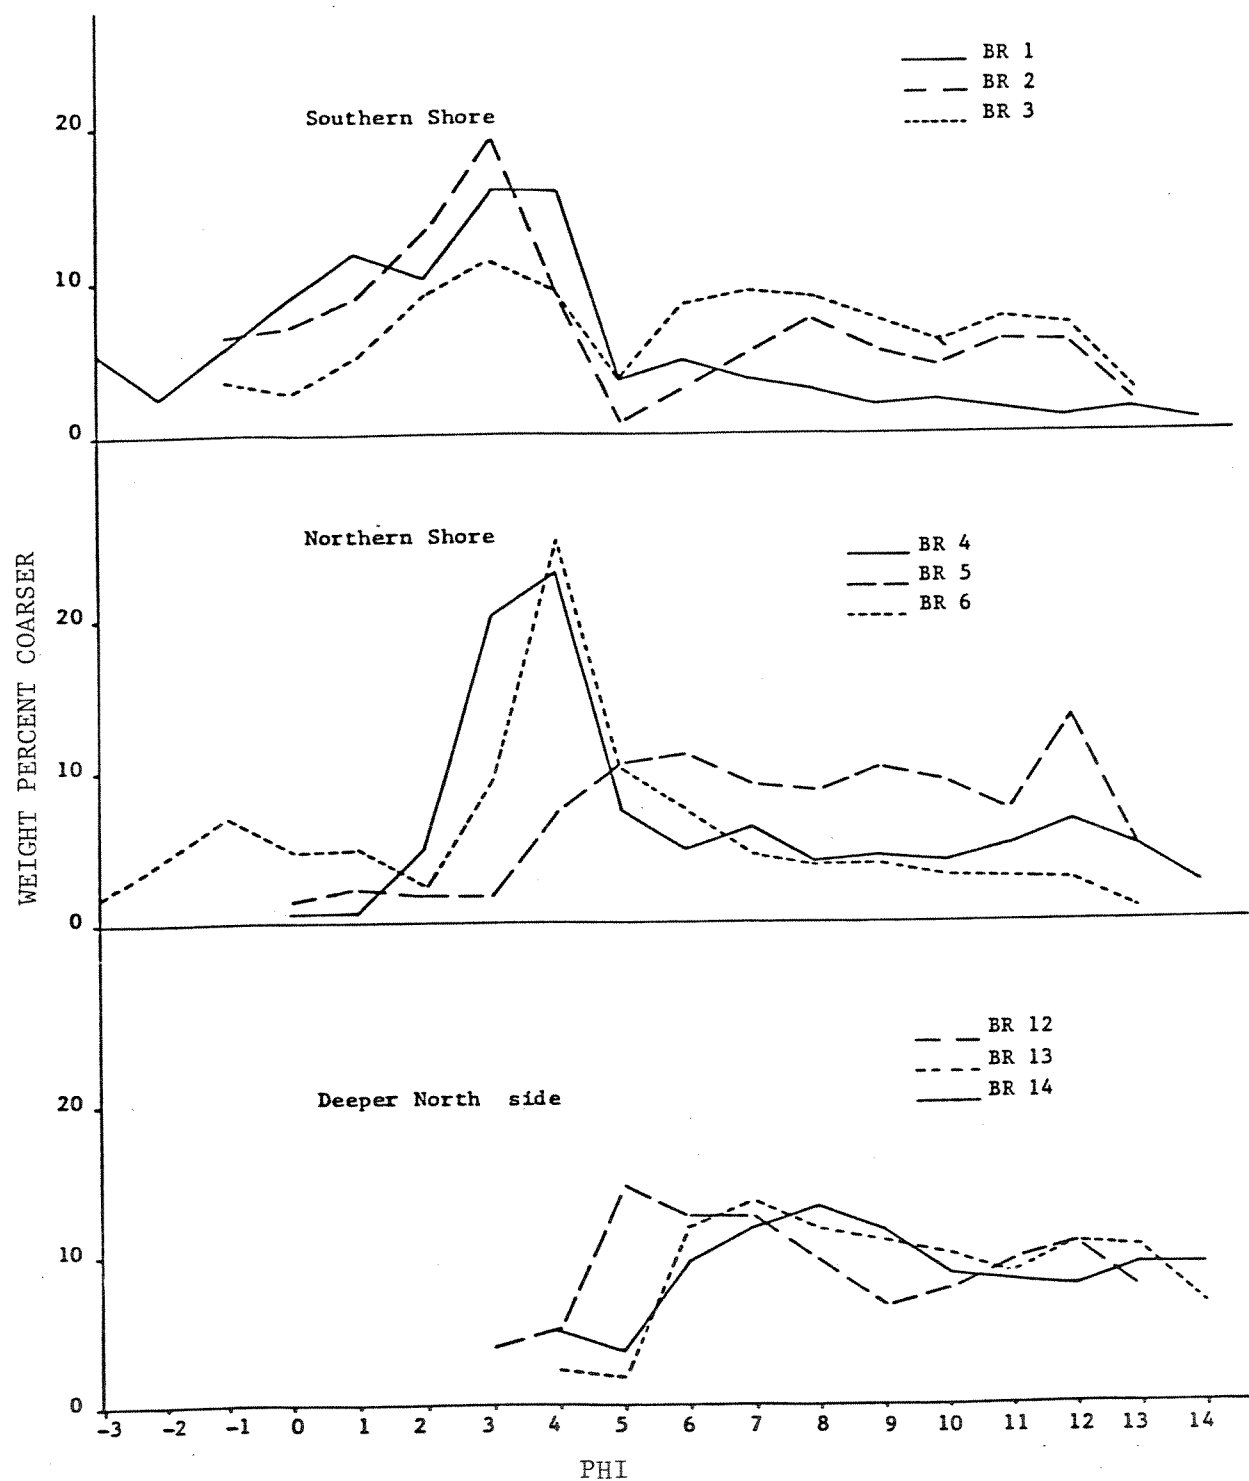 BR 1
BR 2
BR 3
Southern Shore
20
10
0
Northern Shore
BR 4
BR 5
BR 6
20
10
0
WEIGHT PERCENT COARSER
BR 12
BR 13
BR 14
Deeper North side
20
10
0
-3 -2 -1 0 1 2 3 4 5 6 7 8 9 10 11 12 13 14
PHI